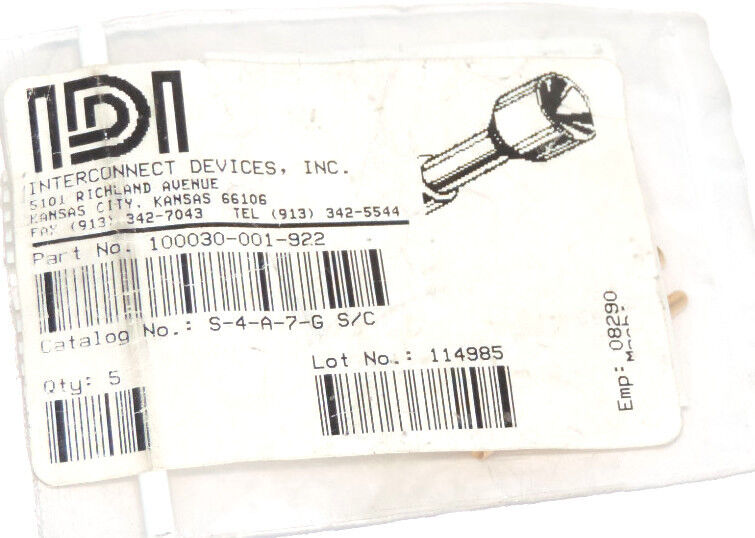 IDI
INTERCONNECT DEVICES, INC.
5101 RICHLAND AVENUE
KANSAS CITY, KANSAS 66106
FAX (913) 342-7043 TEL (913) 342-5544
Part No. 100030-001-922
Catalog No.: S-4-A-7-G S/C
Qty: 5
Lot No.: 114985
Emp: 08290